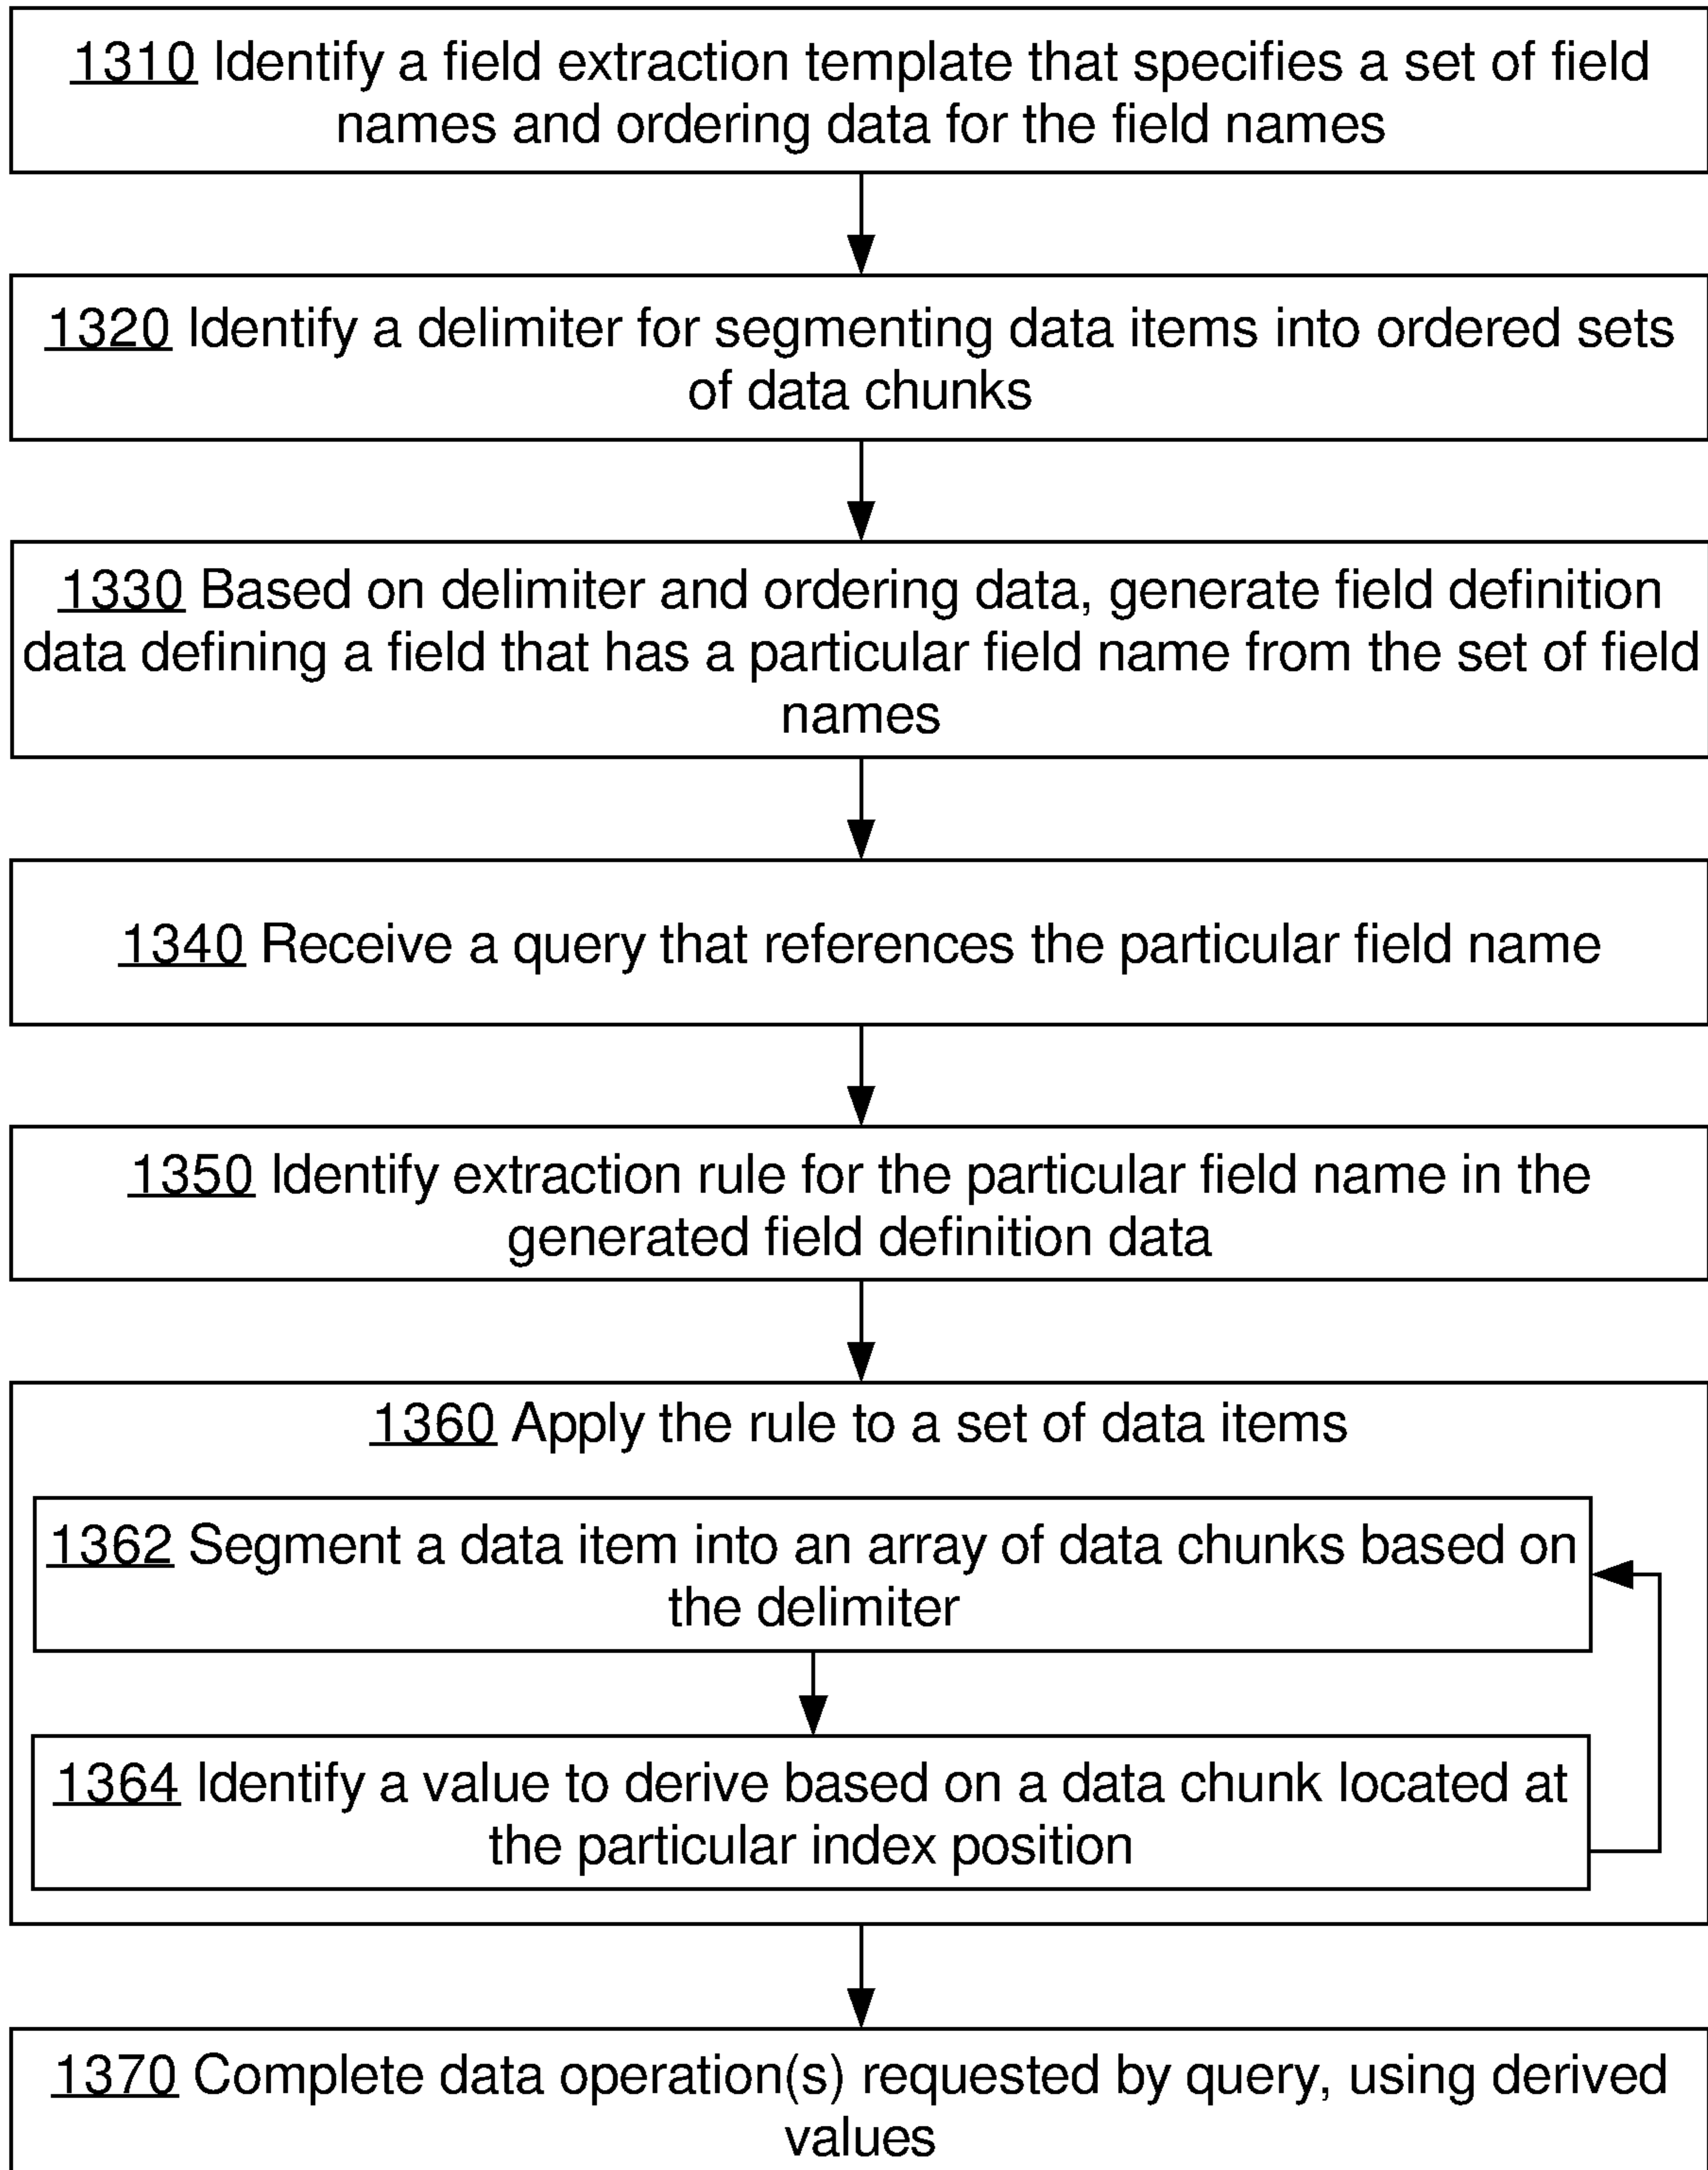 1310 Identify a field extraction template that specifies a set of field
names and ordering data for the field names
1320 Identify a delimiter for segmenting data items into ordered sets
of data chunks
1330 Based on delimiter and ordering data, generate field definition
data defining a field that has a particular field name from the set of field
names
1340 Receive a query that references the particular field name
1350 Identify extraction rule for the particular field name in the
generated field definition data
1360 Apply the rule to a set of data items
1362 Segment a data item into an array of data chunks based on
the delimiter
1364 Identify a value to derive based on a data chunk located at
the particular index position
1370 Complete data operation(s) requested by query, using derived
values